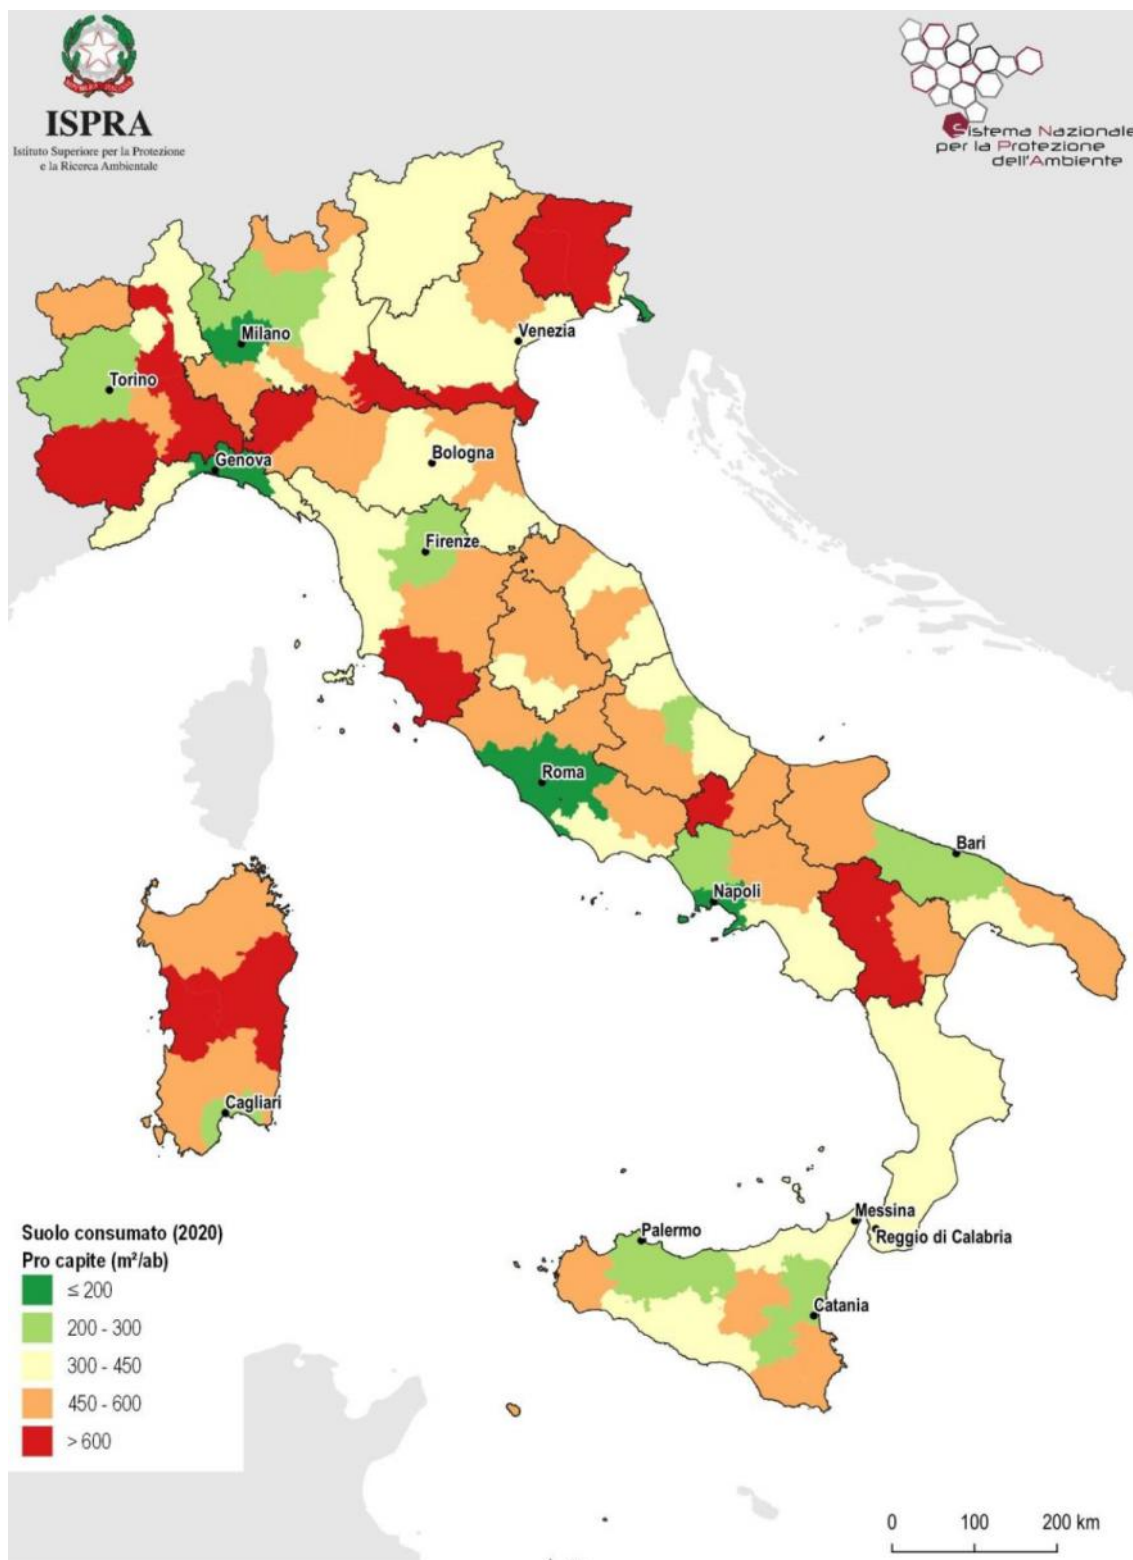 ISPRA
Istituto Superiore per la Protezione
e la Ricerca Ambientale
Sistema Nazionale
per la Protezione
dell'Ambiente
Milano
Venezia
Torino
Genova
Bologna
Firenze
Roma
Bari
Napoli
Cagliari
Messina
Palermo
Reggio di Calabria
Catania
Suolo consumato (2020)
Pro capite (m²/ab)
≤ 200
200 - 300
300 - 450
450 - 600
> 600
0 100 200 km